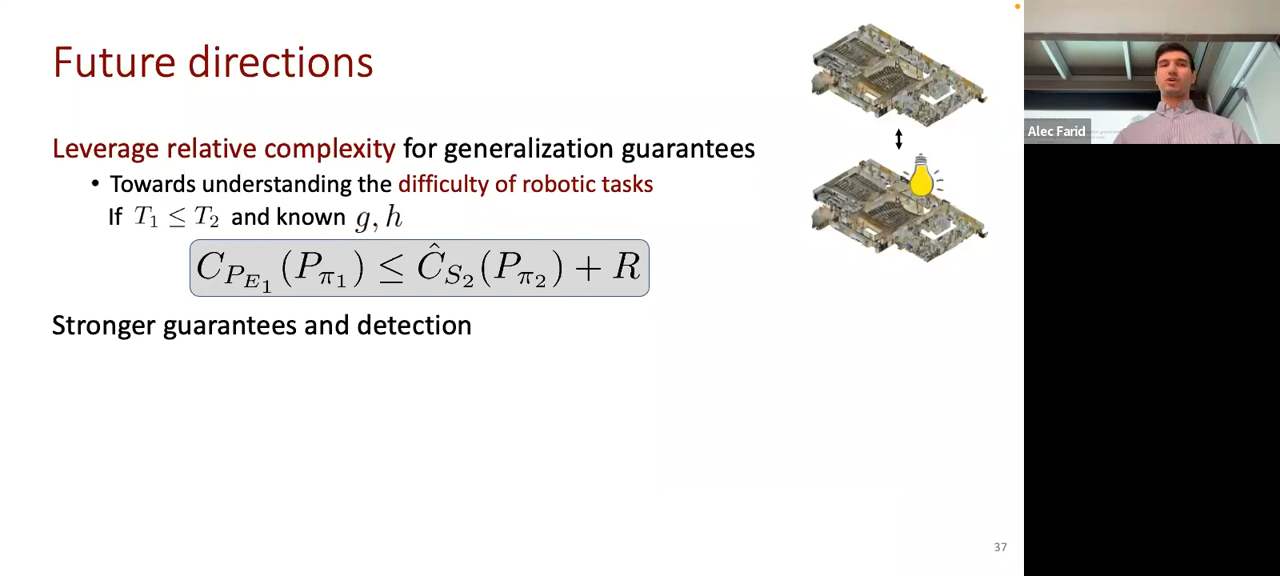 Future directions
Leverage relative complexity for generalization guarantees
• Towards understanding the difficulty of robotic tasks
If T₁ ≤ T₂ and known g, h
C_{P_{E_1}}(P_{π_1}) ≤ Ĉ_{S_2}(P_{π_2}) + R
Stronger guarantees and detection
37
Alec Farid